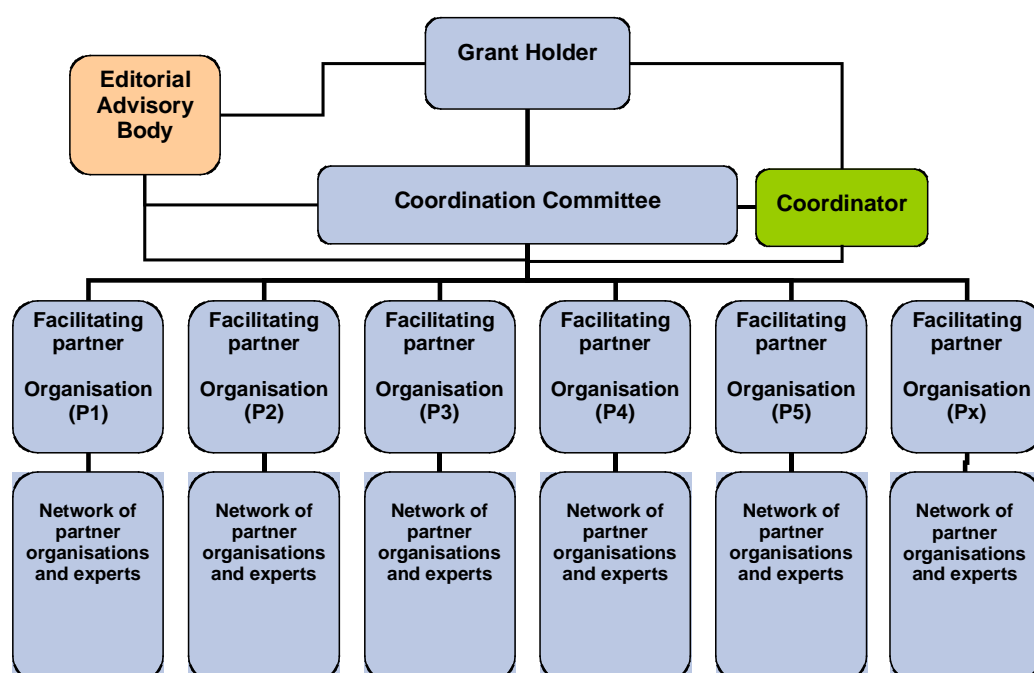 Grant Holder
Editorial
Advisory
Body
Coordination Committee
Coordinator
Facilitating
partner
Organisation
(P1)
Facilitating
partner
Organisation
(P2)
Facilitating
partner
Organisation
(P3)
Facilitating
partner
Organisation
(P4)
Facilitating
partner
Organisation
(P5)
Facilitating
partner
Organisation
(Px)
Network of
partner
organisations
and experts
Network of
partner
organisations
and experts
Network of
partner
organisations
and experts
Network of
partner
organisations
and experts
Network of
partner
organisations
and experts
Network of
partner
organisations
and experts